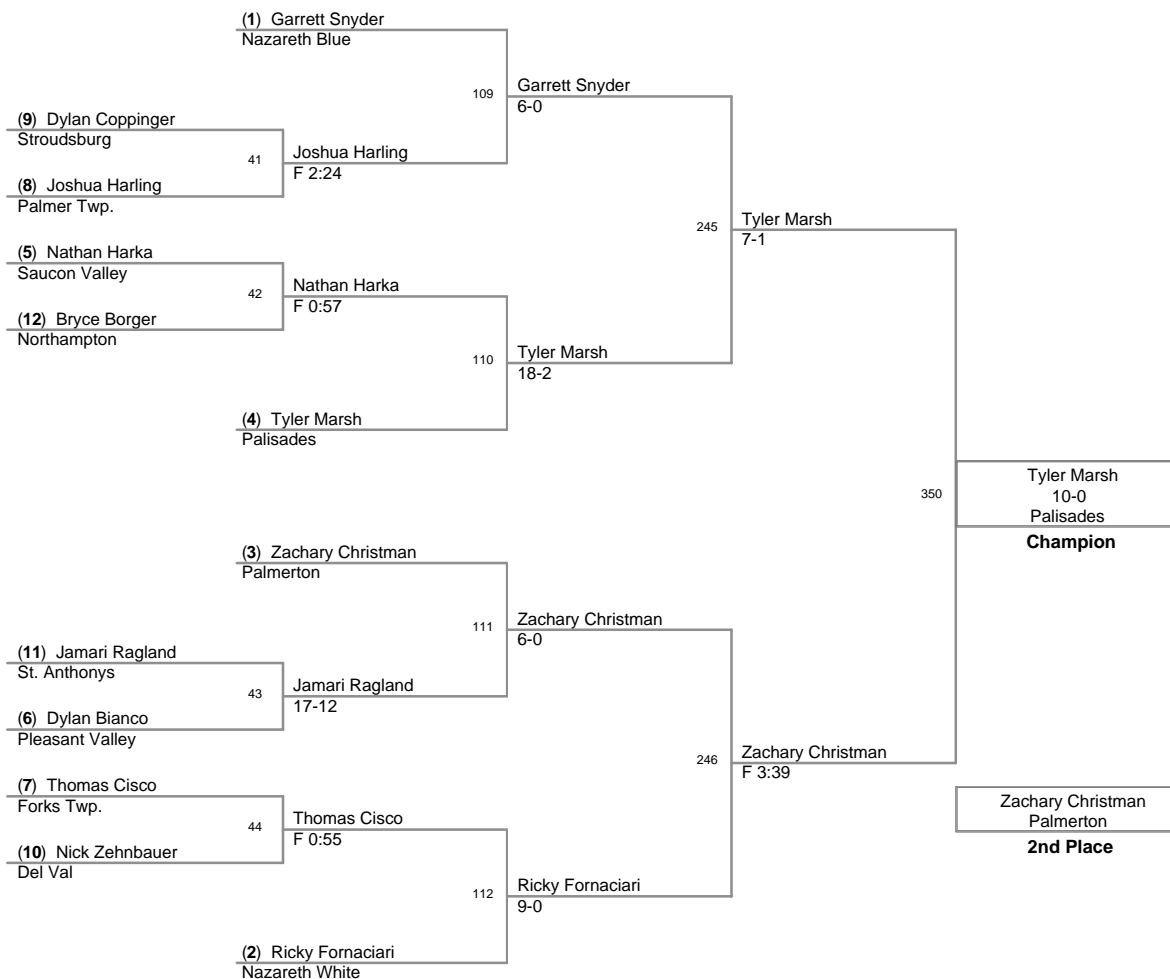 (1) Garrett Snyder
Nazareth Blue
109
Garrett Snyder
6-0
(9) Dylan Coppinger
Stroudsburg
41
Joshua Harling
F 2:24
(8) Joshua Harling
Palmer Twp.
245
Tyler Marsh
7-1
(5) Nathan Harka
Saucon Valley
42
Nathan Harka
F 0:57
(12) Bryce Borger
Northampton
110
Tyler Marsh
18-2
(4) Tyler Marsh
Palisades
350
Tyler Marsh
10-0
Palisades
Champion
(3) Zachary Christman
Palmerton
111
Zachary Christman
6-0
(11) Jamari Ragland
St. Anthonys
43
Jamari Ragland
17-12
(6) Dylan Bianco
Pleasant Valley
246
Zachary Christman
F 3:39
(7) Thomas Cisco
Forks Twp.
44
Thomas Cisco
F 0:55
(10) Nick Zehnbauer
Del Val
112
Ricky Fornaciari
9-0
(2) Ricky Fornaciari
Nazareth White
Zachary Christman
Palmerton
2nd Place